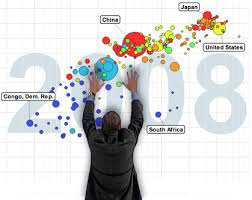 Japan
China
United States
2008
Congo, Dem. Rep.
South Africa